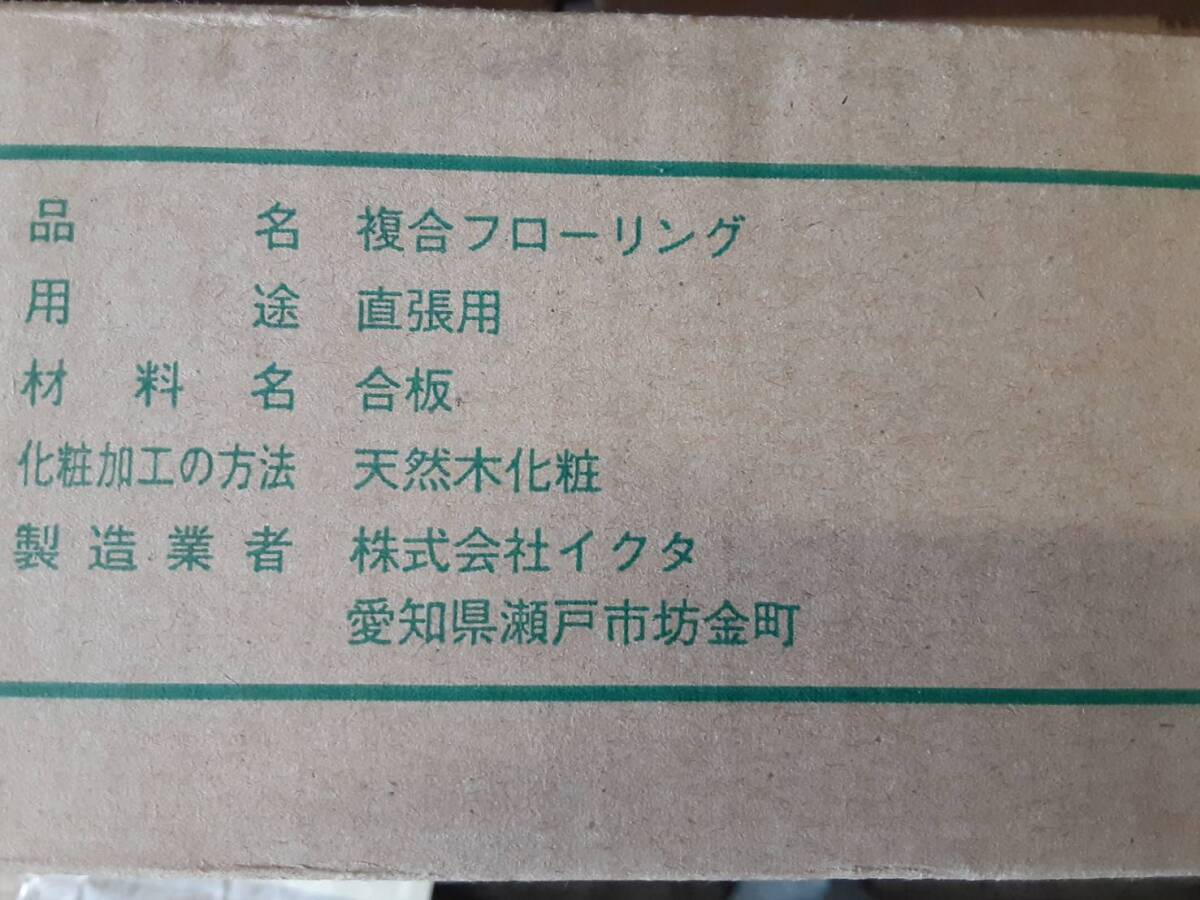 品名 複合フローリング
用途 直張用
材料名 合板
化粧加工の方法 天然木化粧
製造業者 株式会社イクタ
愛知県瀬戸市坊金町